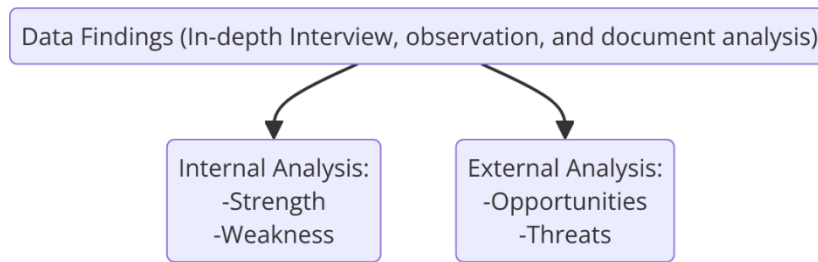 Data Findings (In-depth Interview, observation, and document analysis)
Internal Analysis:
-Strength
-Weakness
External Analysis:
-Opportunities
-Threats